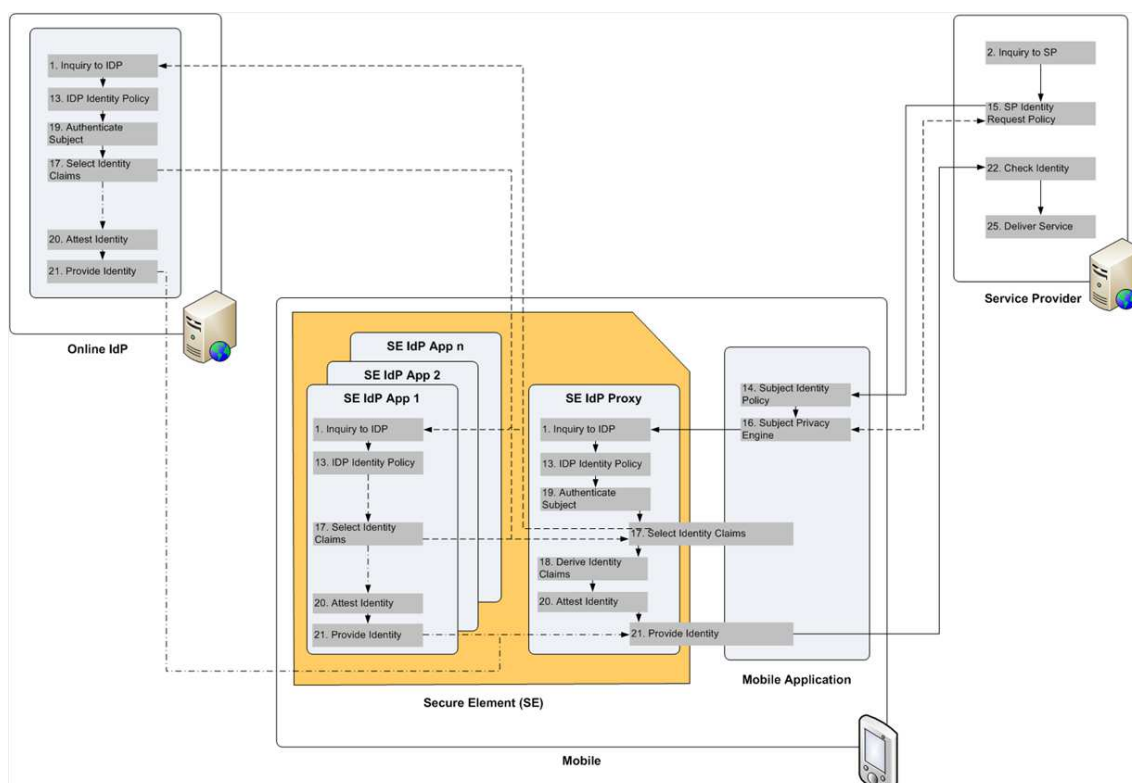 1. Inquiry to IDP
13. IDP Identity Policy
19. Authenticate
Subject
17. Select Identity
Claims
20. Attest Identity
21. Provide Identity
Online IdP
2. Inquiry to SP
15. SP Identity
Request Policy
22. Check Identity
25. Deliver Service
Service Provider
SE IdP App n
SE IdP App 2
SE IdP App 1
1. Inquiry to IDP
13. IDP Identity Policy
17. Select Identity
Claims
20. Attest Identity
21. Provide Identity
SE IdP Proxy
1. Inquiry to IDP
13. IDP Identity Policy
19. Authenticate
Subject
17. Select Identity Claims
18. Derive Identity
Claims
20. Attest Identity
21. Provide Identity
14. Subject Identity
Policy
16. Subject Privacy
Engine
Mobile Application
Secure Element (SE)
Mobile